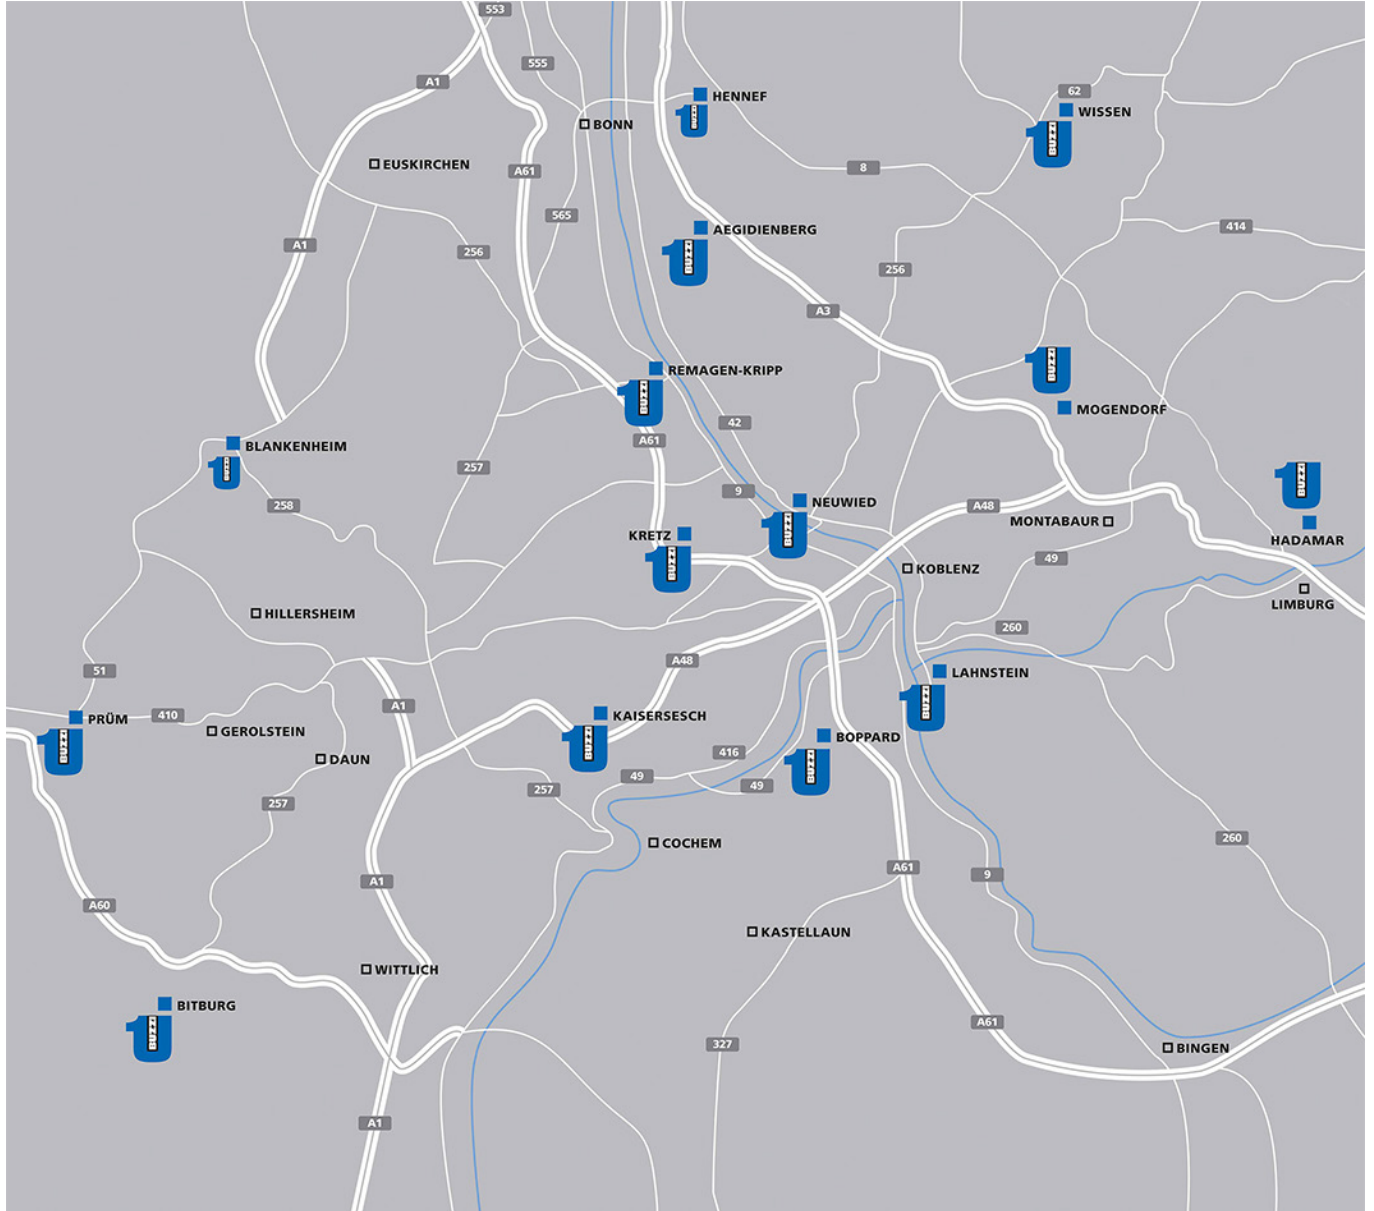 553
555
A1
62
HENNEF
WISSEN
BONN
EUSKIRCHEN
A61
8
565
AEGIDIENBERG
414
A1
256
256
A3
REMAGEN-KRIPP
MOGENDORF
42
A61
BLANKENHEIM
257
9
NEUWIED
258
A48
MONTABAUR
KRETZ
HADAMAR
49
KOBLENZ
LIMBURG
HILLERSHEIM
260
A48
51
LAHNSTEIN
A1
PRÜM
410
KAISERSESCH
GEROLSTEIN
BOPPARD
416
DAUN
49
49
257
257
COCHEM
260
A61
9
A1
A60
KASTELLAUN
WITTLICH
BITBURG
A61
327
BINGEN
A1